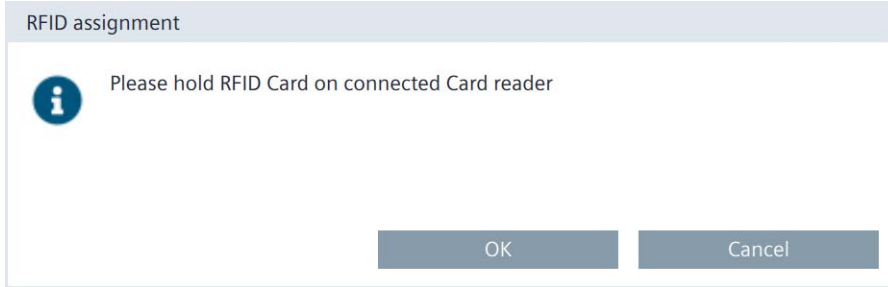 RFID assignment
Please hold RFID Card on connected Card reader
OK
Cancel